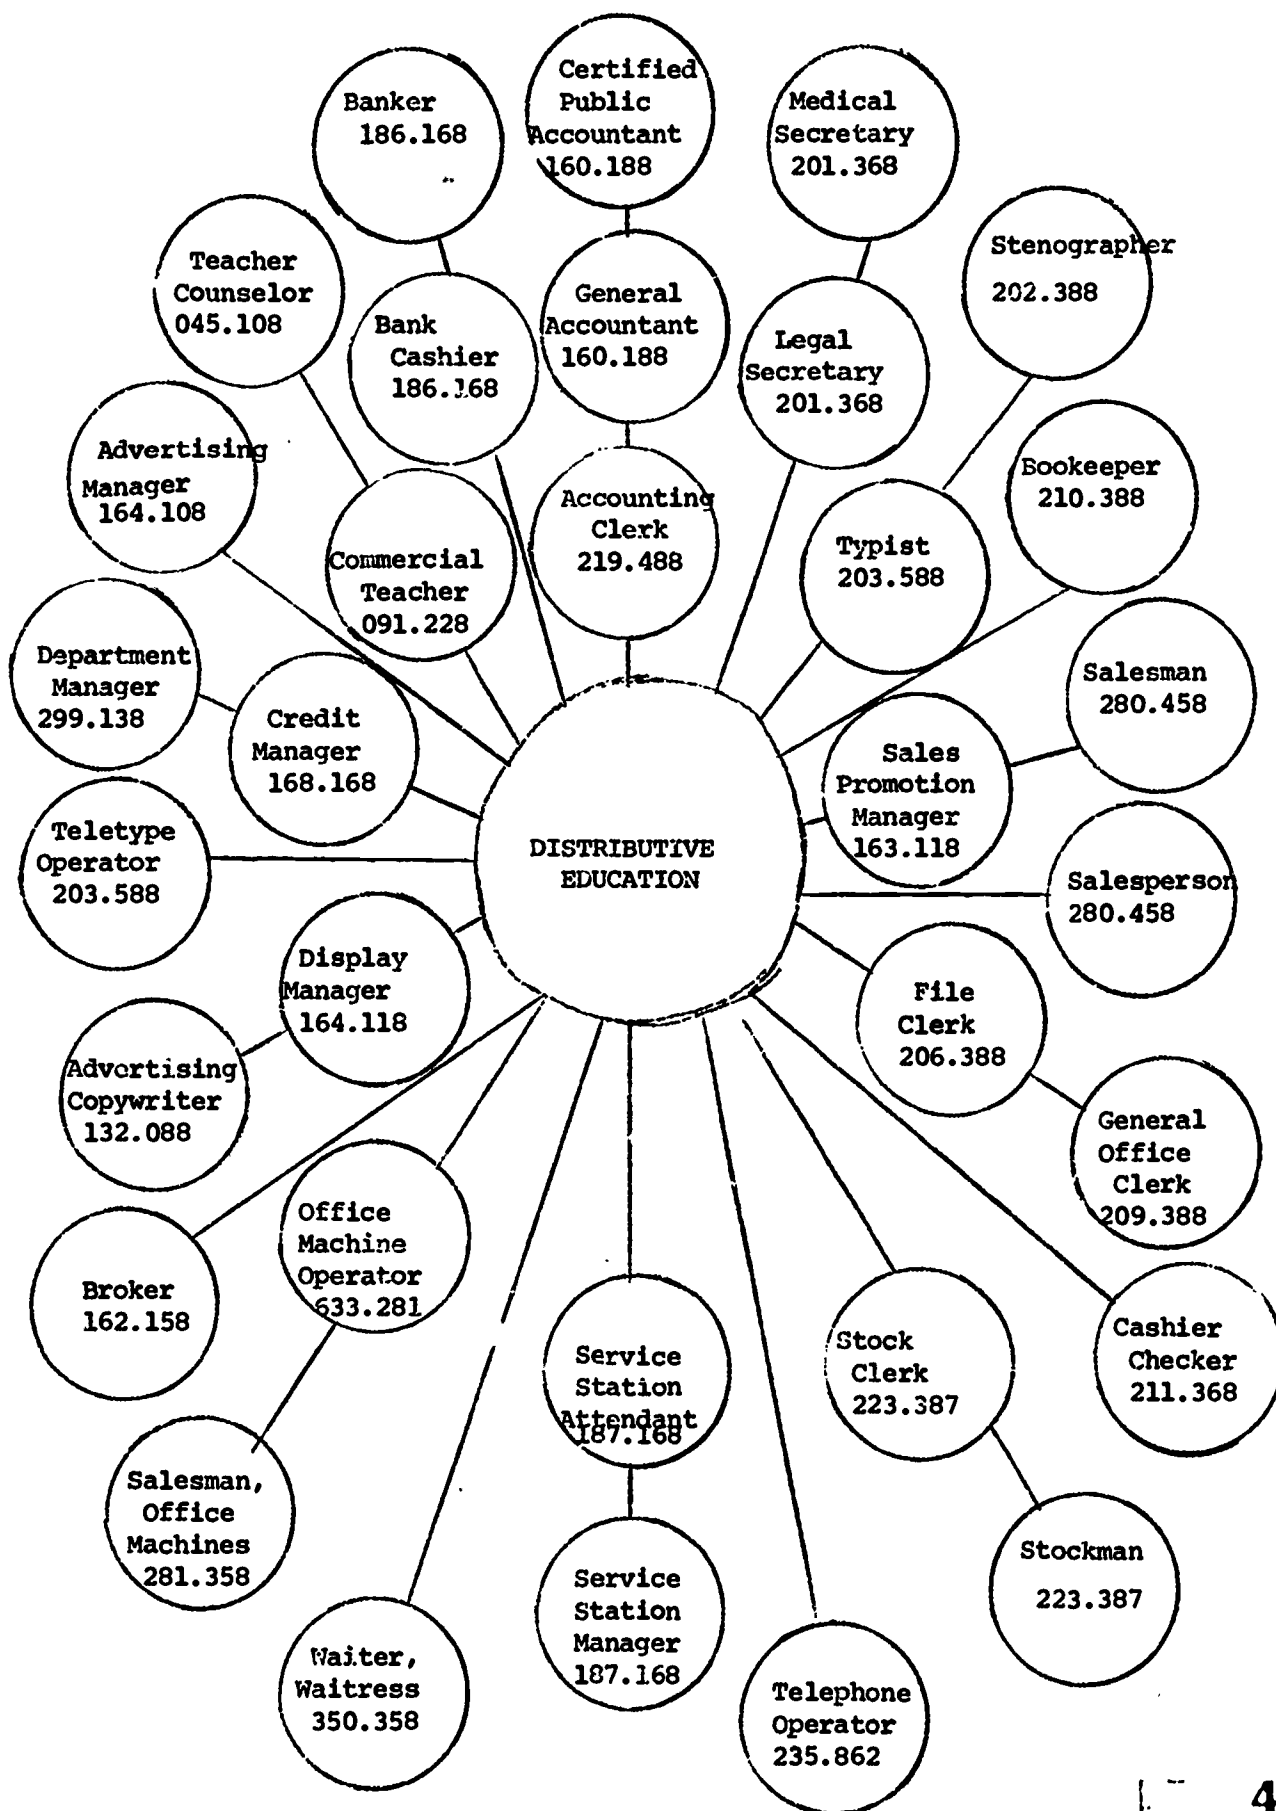 Certified
Public
Accountant
160.188
Banker
186.168
Medical
Secretary
201.368
Stenographer
202.388
Teacher
Counselor
045.108
Bank
Cashier
186.168
General
Accountant
160.188
Legal
Secretary
201.368
Advertising
Manager
164.108
Commercial
Teacher
091.228
Accounting
Clerk
219.488
Typist
203.588
Bookeeper
210.388
Department
Manager
299.138
Credit
Manager
168.168
Sales
Promotion
Manager
163.118
Salesman
280.458
Teletype
Operator
203.588
DISTRIBUTIVE
EDUCATION
Salesperson
280.458
Display
Manager
164.118
File
Clerk
206.388
Advertising
Copywriter
132.088
General
Office
Clerk
209.388
Broker
162.158
Office
Machine
Operator
633.281
Service
Station
Attendant
187.168
Stock
Clerk
223.387
Cashier
Checker
211.368
Salesman,
Office
Machines
281.358
Service
Station
Manager
187.168
Stockman
223.387
Waiter,
Waitress
350.358
Telephone
Operator
235.862
4